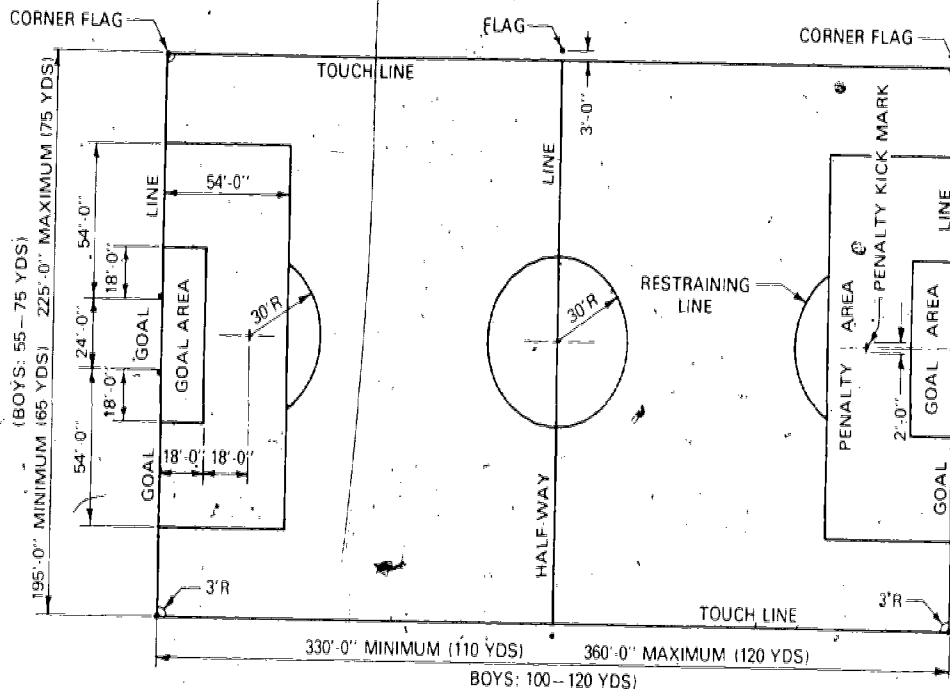 CORNER FLAG
FLAG
CORNER FLAG
TOUCH LINE
3'-0"
PENALTY KICK MARK
LINE
54'-0"
LINE
LINE
195'-0" MINIMUM (65 YDS) 225'-0" MAXIMUM (75 YDS)
(BOYS: 55-75 YDS)
54'-0"
18'-0"
24'-0"
GOAL
GOAL AREA
18'-0"
54'-0"
GOAL
18'-0" 18'-0"
30'R
30'R
RESTRAINING
LINE
PENALTY AREA
GOAL AREA
2'-0"
GOAL
HALF-WAY
3'R
TOUCH LINE
3'R
330'-0" MINIMUM (110 YDS) 360'-0" MAXIMUM (120 YDS)
BOYS: 100-120 YDS)